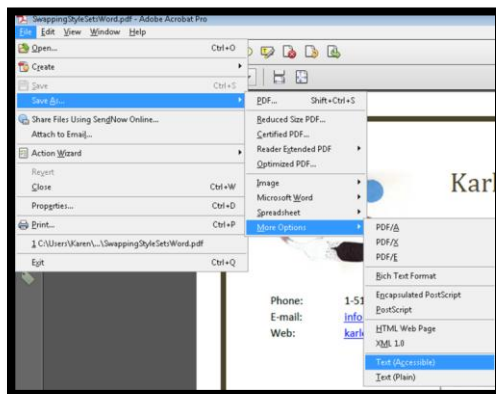 SwappingStyleSetsWord.pdf - Adobe Acrobat Pro
File Edit View Window Help
Open... Ctrl+O
Create
Save Ctrl+S
Save As...
Share Files Using SendNow Online...
Attach to Email...
Action Wizard
Revert
Close Ctrl+W
Properties... Ctrl+D
Print... Ctrl+P
1 C:\Users\Karen\...\SwappingStyleSetsWord.pdf
Exit Ctrl+Q
PDF... Shift+Ctrl+S
Reduced Size PDF...
Certified PDF...
Reader Extended PDF
Optimized PDF...
Image
Microsoft Word
Spreadsheet
More Options
PDF/A
PDF/X
PDF/E
Rich Text Format
Encapsulated PostScript
PostScript
HTML Web Page
XML 1.0
Text (Accessible)
Text (Plain)
Karl
Phone: 1-51
E-mail: info
Web: karl